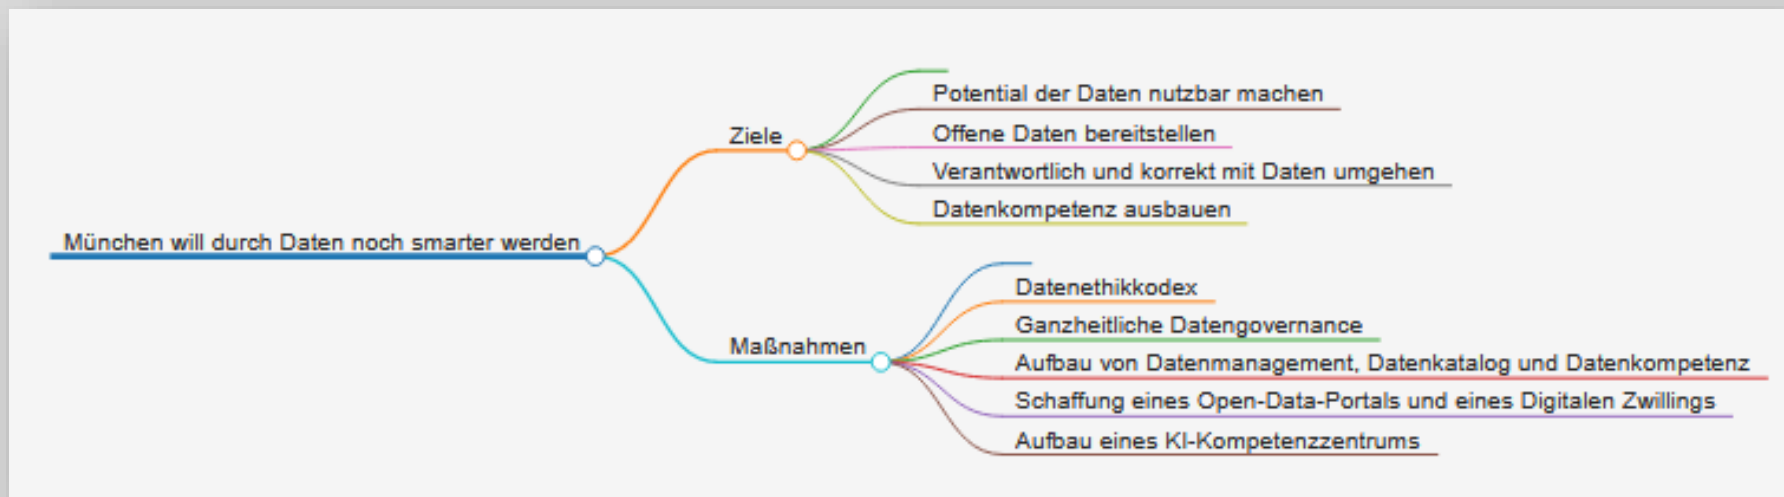 München will durch Daten noch smarter werden
Ziele
Potential der Daten nutzbar machen
Offene Daten bereitstellen
Verantwortlich und korrekt mit Daten umgehen
Datenkompetenz ausbauen
Maßnahmen
Datenethikkodex
Ganzheitliche Datengovernance
Aufbau von Datenmanagement, Datenkatalog und Datenkompetenz
Schaffung eines Open-Data-Portals und eines Digitalen Zwillings
Aufbau eines KI-Kompetenzzentrums